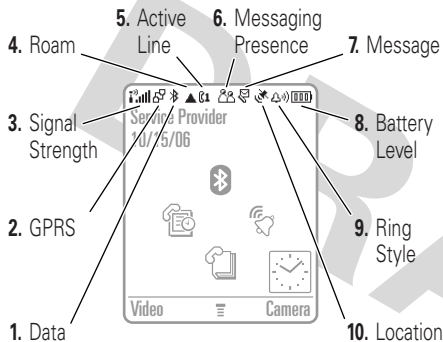 5. Active Line
6. Messaging Presence
4. Roam
7. Message
3. Signal Strength
8. Battery Level
Service Provider
10/15/06
2. GPRS
9. Ring Style
Video
Camera
1. Data
10. Location
DRA